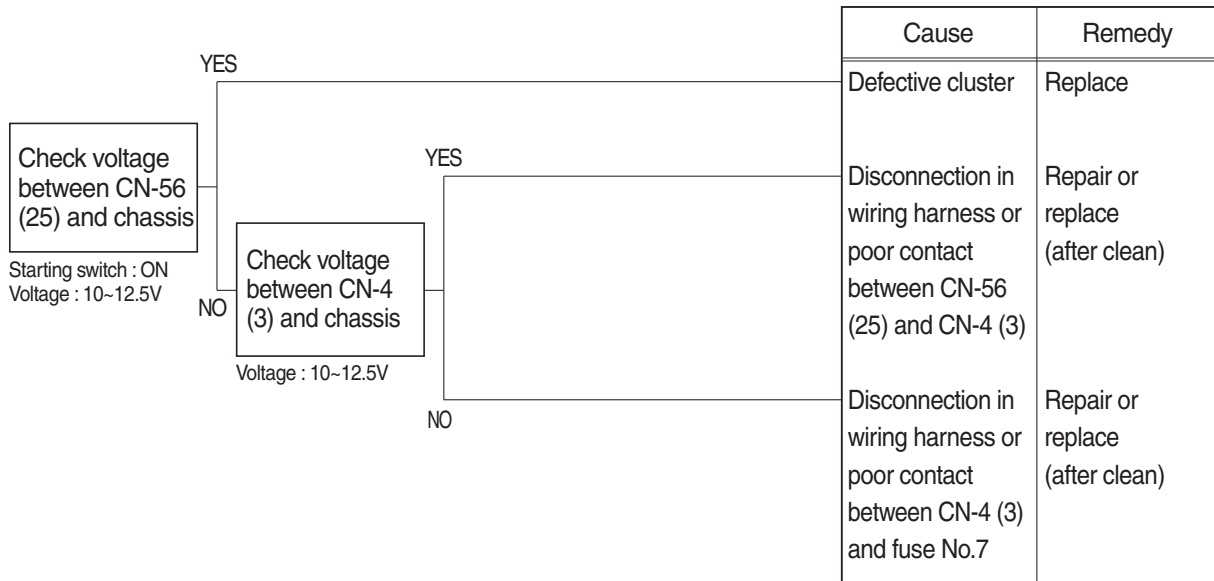 Cause Remedy
YES
Defective cluster Replace
Check voltage
between CN-56
(25) and chassis
Starting switch : ON
Voltage : 10~12.5V
NO
Check voltage
between CN-4
(3) and chassis
Voltage : 10~12.5V
YES
Disconnection in
wiring harness or
poor contact
between CN-56
(25) and CN-4 (3)
Repair or
replace
(after clean)
NO
Disconnection in
wiring harness or
poor contact
between CN-4 (3)
and fuse No.7
Repair or
replace
(after clean)